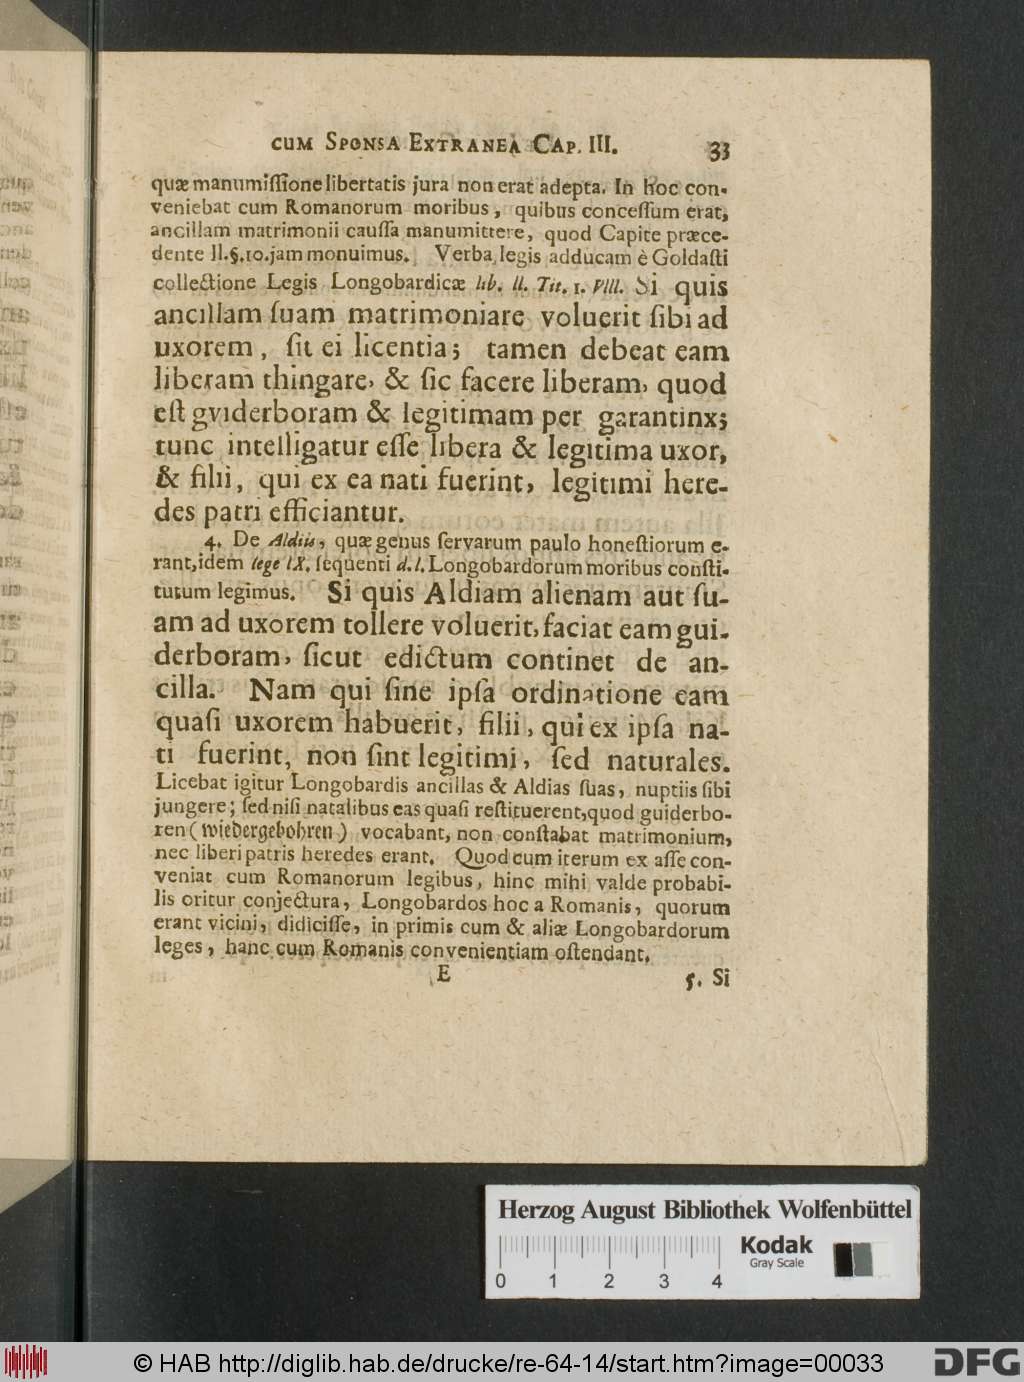 CUM SPONSA EXTRANEA CAP. III. 33
quæ manumiſſione libertatis jura non erat adepta. In hoc con-
veniebat cum Romanorum moribus, quibus conceſſum erat,
ancillam matrimonii cauſſa manumittere, quod Capite præce-
dente II. §. 10. jam monuimus. Verba legis adducam è Goldaſti
collectione Legis Longobardicæ lib. II. Tit. 1. VIII. Si quis
ancillam ſuam matrimoniare voluerit ſibi ad
uxorem, ſit ei licentia; tamen debeat eam
liberam thingare, & ſic facere liberam, quod
eſt gviderboram & legitimam per garantinx;
tunc intelligatur eſſe libera & legitima uxor,
& filii, qui ex ea nati fuerint, legitimi here-
des patri efficiantur.
4. De Aldiis, quæ genus ſervarum paulo honeſtiorum e-
rant, idem lege IX. ſequenti d. l. Longobardorum moribus conſti-
tutum legimus. Si quis Aldiam alienam aut ſu-
am ad uxorem tollere voluerit, faciat eam gui-
derboram, ſicut edictum continet de an-
cilla. Nam qui ſine ipſa ordinatione eam
quaſi uxorem habuerit, filii, qui ex ipſa na-
ti fuerint, non ſint legitimi, ſed naturales.
Licebat igitur Longobardis ancillas & Aldias ſuas, nuptiis ſibi
jungere; ſed niſi natalibus eas quaſi reſtituerent, quod guiderbo-
ren (wiedergebohren) vocabant, non conſtabat matrimonium,
nec liberi patris heredes erant. Quod cum iterum ex aſſe con-
veniat cum Romanorum legibus, hinc mihi valde probabi-
lis oritur conjectura, Longobardos hoc a Romanis, quorum
erant vicini, didiciſſe, in primis cum & aliæ Longobardorum
leges, hanc cum Romanis convenientiam oſtendant.
E 5. Si
Herzog August Bibliothek Wolfenbüttel
Kodak
Gray Scale
0 1 2 3 4
© HAB http://diglib.hab.de/drucke/re-64-14/start.htm?image=00033
DFG